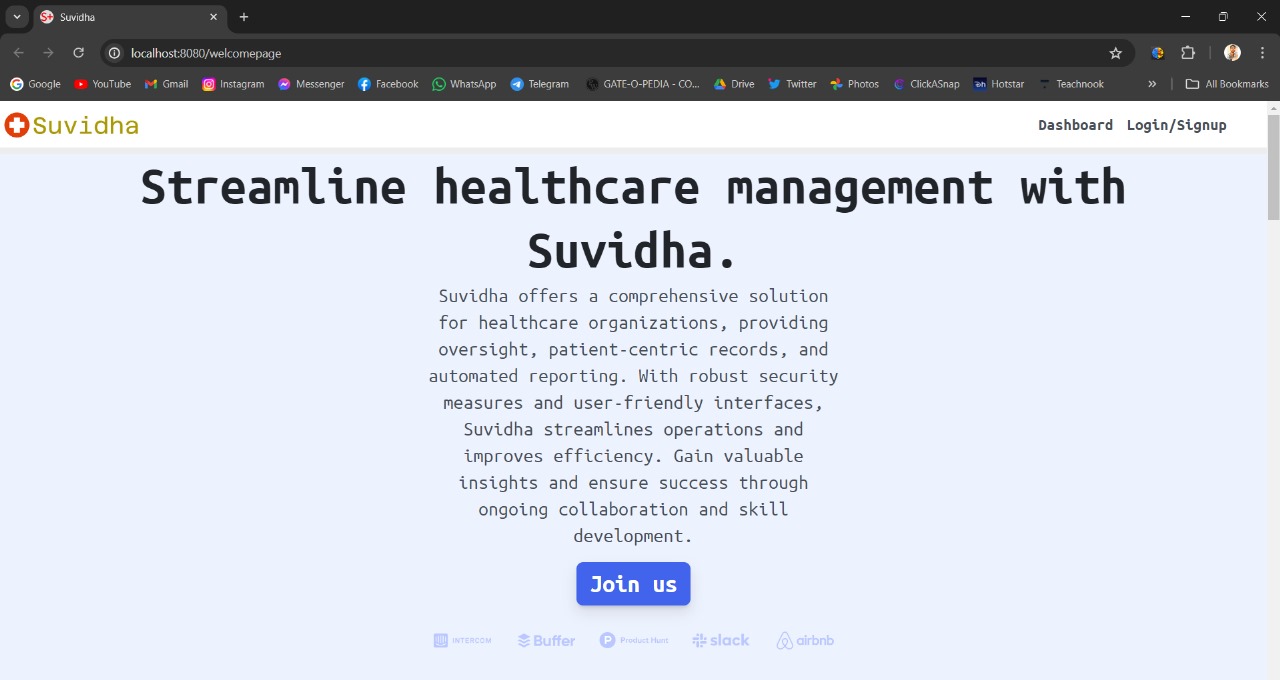 Suvidha
localhost:8080/welcomepage
Google YouTube Gmail Instagram Messenger Facebook WhatsApp Telegram GATE-O-PEDIA - CO... Drive Twitter Photos ClickASnap Hotstar Teachnook » All Bookmarks
Suvidha Dashboard Login/Signup
Streamline healthcare management with
Suvidha.
Suvidha offers a comprehensive solution
for healthcare organizations, providing
oversight, patient-centric records, and
automated reporting. With robust security
measures and user-friendly interfaces,
Suvidha streamlines operations and
improves efficiency. Gain valuable
insights and ensure success through
ongoing collaboration and skill
development.
Join us
INTERCOM Buffer Product Hunt slack airbnb